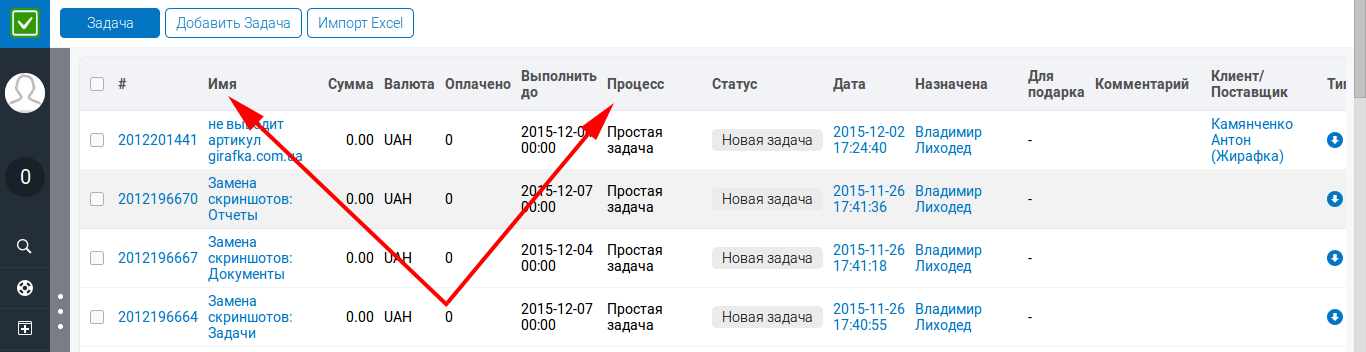 Задача Добавить Задача Импорт Excel
# Имя Сумма Валюта Оплачено Выполнить до Процесс Статус Дата Назначена Для подарка Комментарий Клиент/ Поставщик
2012201441 не выводит артикул girafka.com.ua 0.00 UAH 0 2015-12-0 00:00 Простая задача Новая задача 2015-12-02 17:24:40 Владимир Лиходед - Камянченко Антон (Жирафка)
0
2012196670 Замена скриншотов: Отчеты 0.00 UAH 0 2015-12-07 00:00 Простая задача Новая задача 2015-11-26 17:41:36 Владимир Лиходед -
2012196667 Замена скриншотов: Документы 0.00 UAH 0 2015-12-04 00:00 Простая задача Новая задача 2015-11-26 17:41:18 Владимир Лиходед -
2012196664 Замена скриншотов: Задачи 0.00 UAH 0 2015-12-07 00:00 Простая задача Новая задача 2015-11-26 17:40:55 Владимир Лиходед -